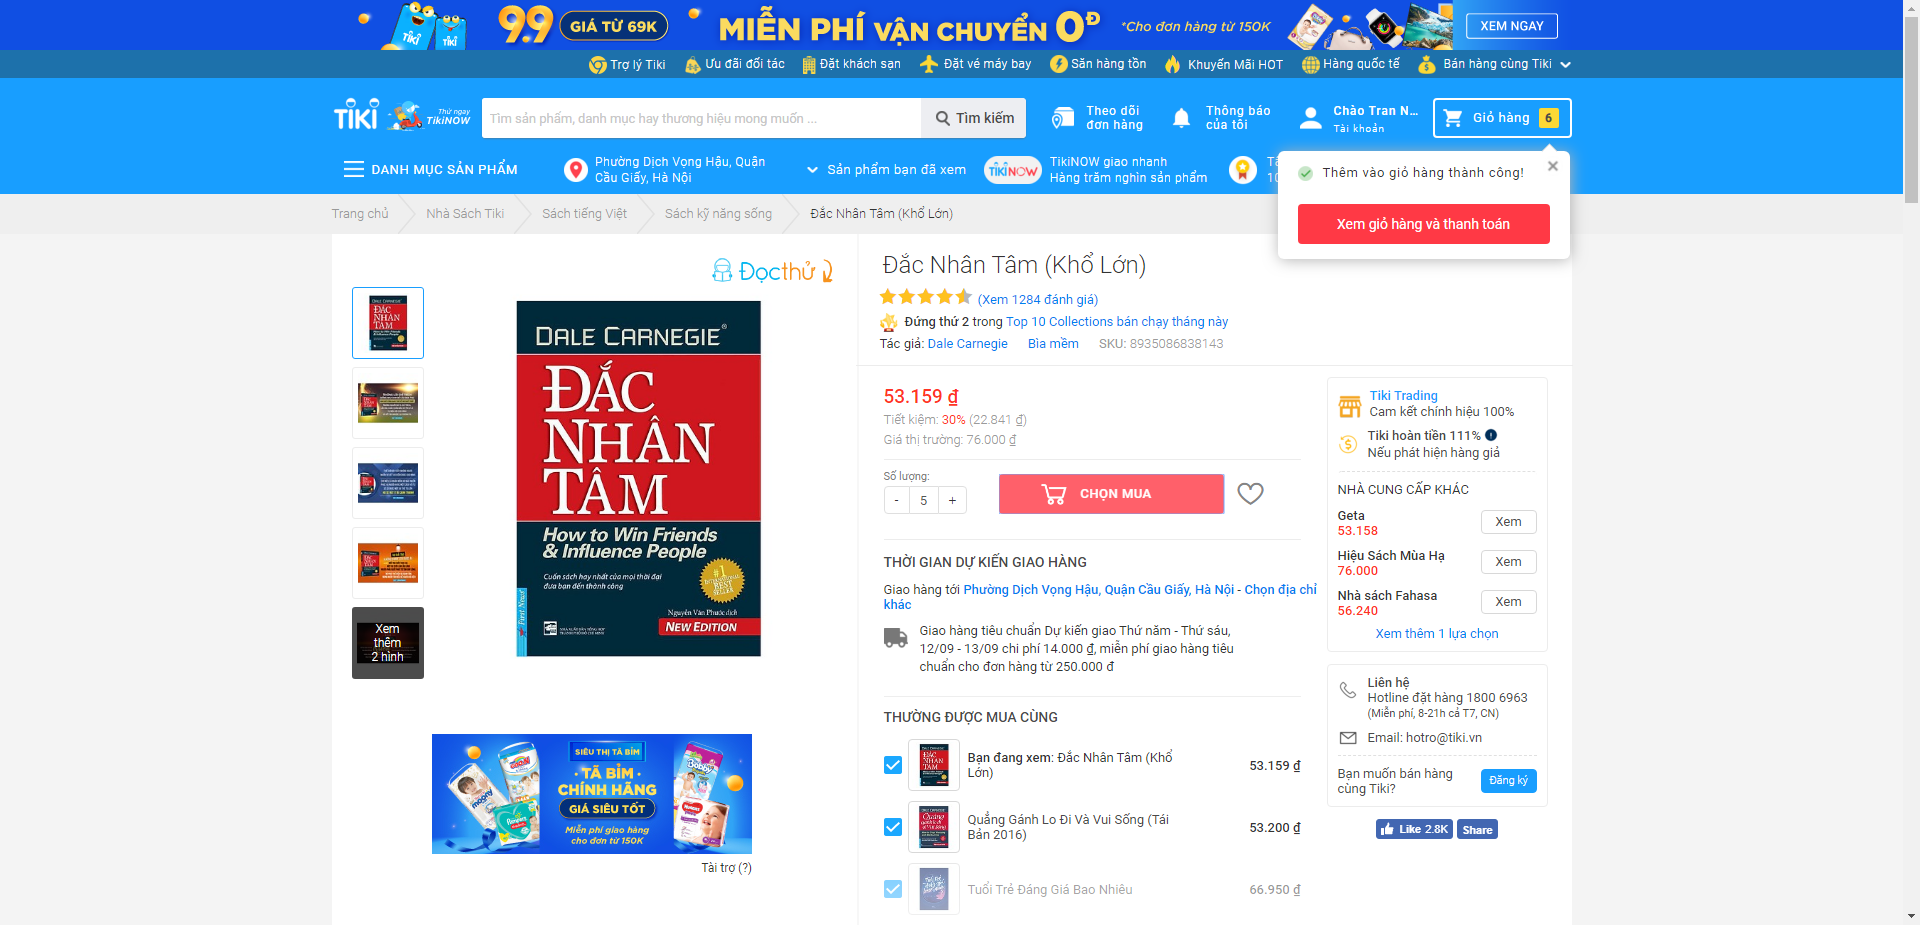 TIKI
TIKI
9.9
GIÁ TỪ 69K
MIỄN PHÍ VẬN CHUYỂN 0Đ
*Cho đơn hàng từ 150K
XEM NGAY
Trợ lý Tiki
Ưu đãi đối tác
Đặt khách sạn
Đặt vé máy bay
Săn hàng tồn
Khuyến Mãi HOT
Hàng quốc tế
Bán hàng cùng Tiki
TIKI
Thử ngay
TikiNOW
Tìm sản phẩm, danh mục hay thương hiệu mong muốn ...
Tìm kiếm
Theo dõi
đơn hàng
Thông báo
của tôi
Chào Tran N...
Tài khoản
Giỏ hàng 6
DANH MỤC SẢN PHẨM
Phường Dịch Vọng Hậu, Quận
Cầu Giấy, Hà Nội
Sản phẩm bạn đã xem
TIKINOW
TikiNOW giao nhanh
Hàng trăm nghìn sản phẩm
Thêm vào giỏ hàng thành công!
Xem giỏ hàng và thanh toán
Trang chủ
Nhà Sách Tiki
Sách tiếng Việt
Sách kỹ năng sống
Đắc Nhân Tâm (Khổ Lớn)
Đọc thử
DALE CARNEGIE®
ĐẮC
NHÂN
TÂM
How to Win Friends
& Influence People
Cuốn sách hay nhất của mọi thời đại
đưa bạn đến thành công
#1
BEST
SELLER
Nguyễn Văn Phước dịch
NEW EDITION
First News
Xem
thêm
2 hình
SIÊU THỊ TÃ BỈM
TÃ BỈM
CHÍNH HÃNG
GIÁ SIÊU TỐT
Miễn phí giao hàng
cho đơn từ 150K
moony
Bobby
Pampers
Huggies
Tài trợ (?)
Đắc Nhân Tâm (Khổ Lớn)
(Xem 1284 đánh giá)
Đứng thứ 2 trong Top 10 Collections bán chạy tháng này
Tác giả: Dale Carnegie
Bìa mềm
SKU: 8935086838143
53.159 ₫
Tiết kiệm: 30% (22.841 ₫)
Giá thị trường: 76.000 ₫
Số lượng:
- 5 +
CHỌN MUA
THỜI GIAN DỰ KIẾN GIAO HÀNG
Giao hàng tới Phường Dịch Vọng Hậu, Quận Cầu Giấy, Hà Nội - Chọn địa chỉ
khác
Giao hàng tiêu chuẩn Dự kiến giao Thứ năm - Thứ sáu,
12/09 - 13/09 chi phí 14.000 ₫, miễn phí giao hàng tiêu
chuẩn cho đơn hàng từ 250.000 đ
THƯỜNG ĐƯỢC MUA CÙNG
Bạn đang xem: Đắc Nhân Tâm (Khổ
Lớn)
53.159 ₫
Quẳng Gánh Lo Đi Và Vui Sống (Tái
Bản 2016)
53.200 ₫
Tuổi Trẻ Đáng Giá Bao Nhiêu
66.950 ₫
Tiki Trading
Cam kết chính hiệu 100%
Tiki hoàn tiền 111%
Nếu phát hiện hàng giả
NHÀ CUNG CẤP KHÁC
Geta
53.158
Xem
Hiệu Sách Mùa Hạ
76.000
Xem
Nhà sách Fahasa
56.240
Xem
Xem thêm 1 lựa chọn
Liên hệ
Hotline đặt hàng 1800 6963
(Miễn phí, 8-21h cả T7, CN)
Email: hotro@tiki.vn
Bạn muốn bán hàng
cùng Tiki?
Đăng ký
Like 2.8K
Share